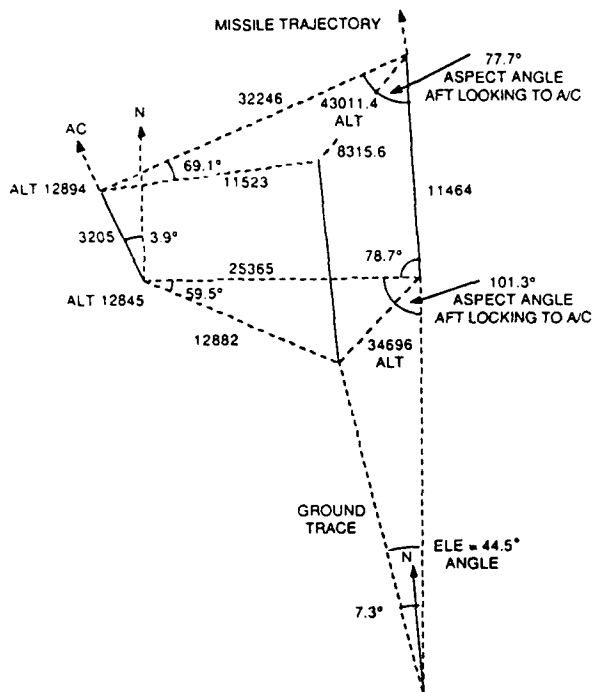 MISSILE TRAJECTORY
77.7°
ASPECT ANGLE
AFT LOOKING TO A/C
32246
43011.4
ALT
N
AC
8315.6
69.1°
11523
ALT 12894
11464
3205
3.9°
78.7°
25365
101.3°
ASPECT ANGLE
AFT LOCKING TO A/C
ALT 12845
59.5°
12882
34696
ALT
GROUND
TRACE
ELE = 44.5°
ANGLE
N
7.3°